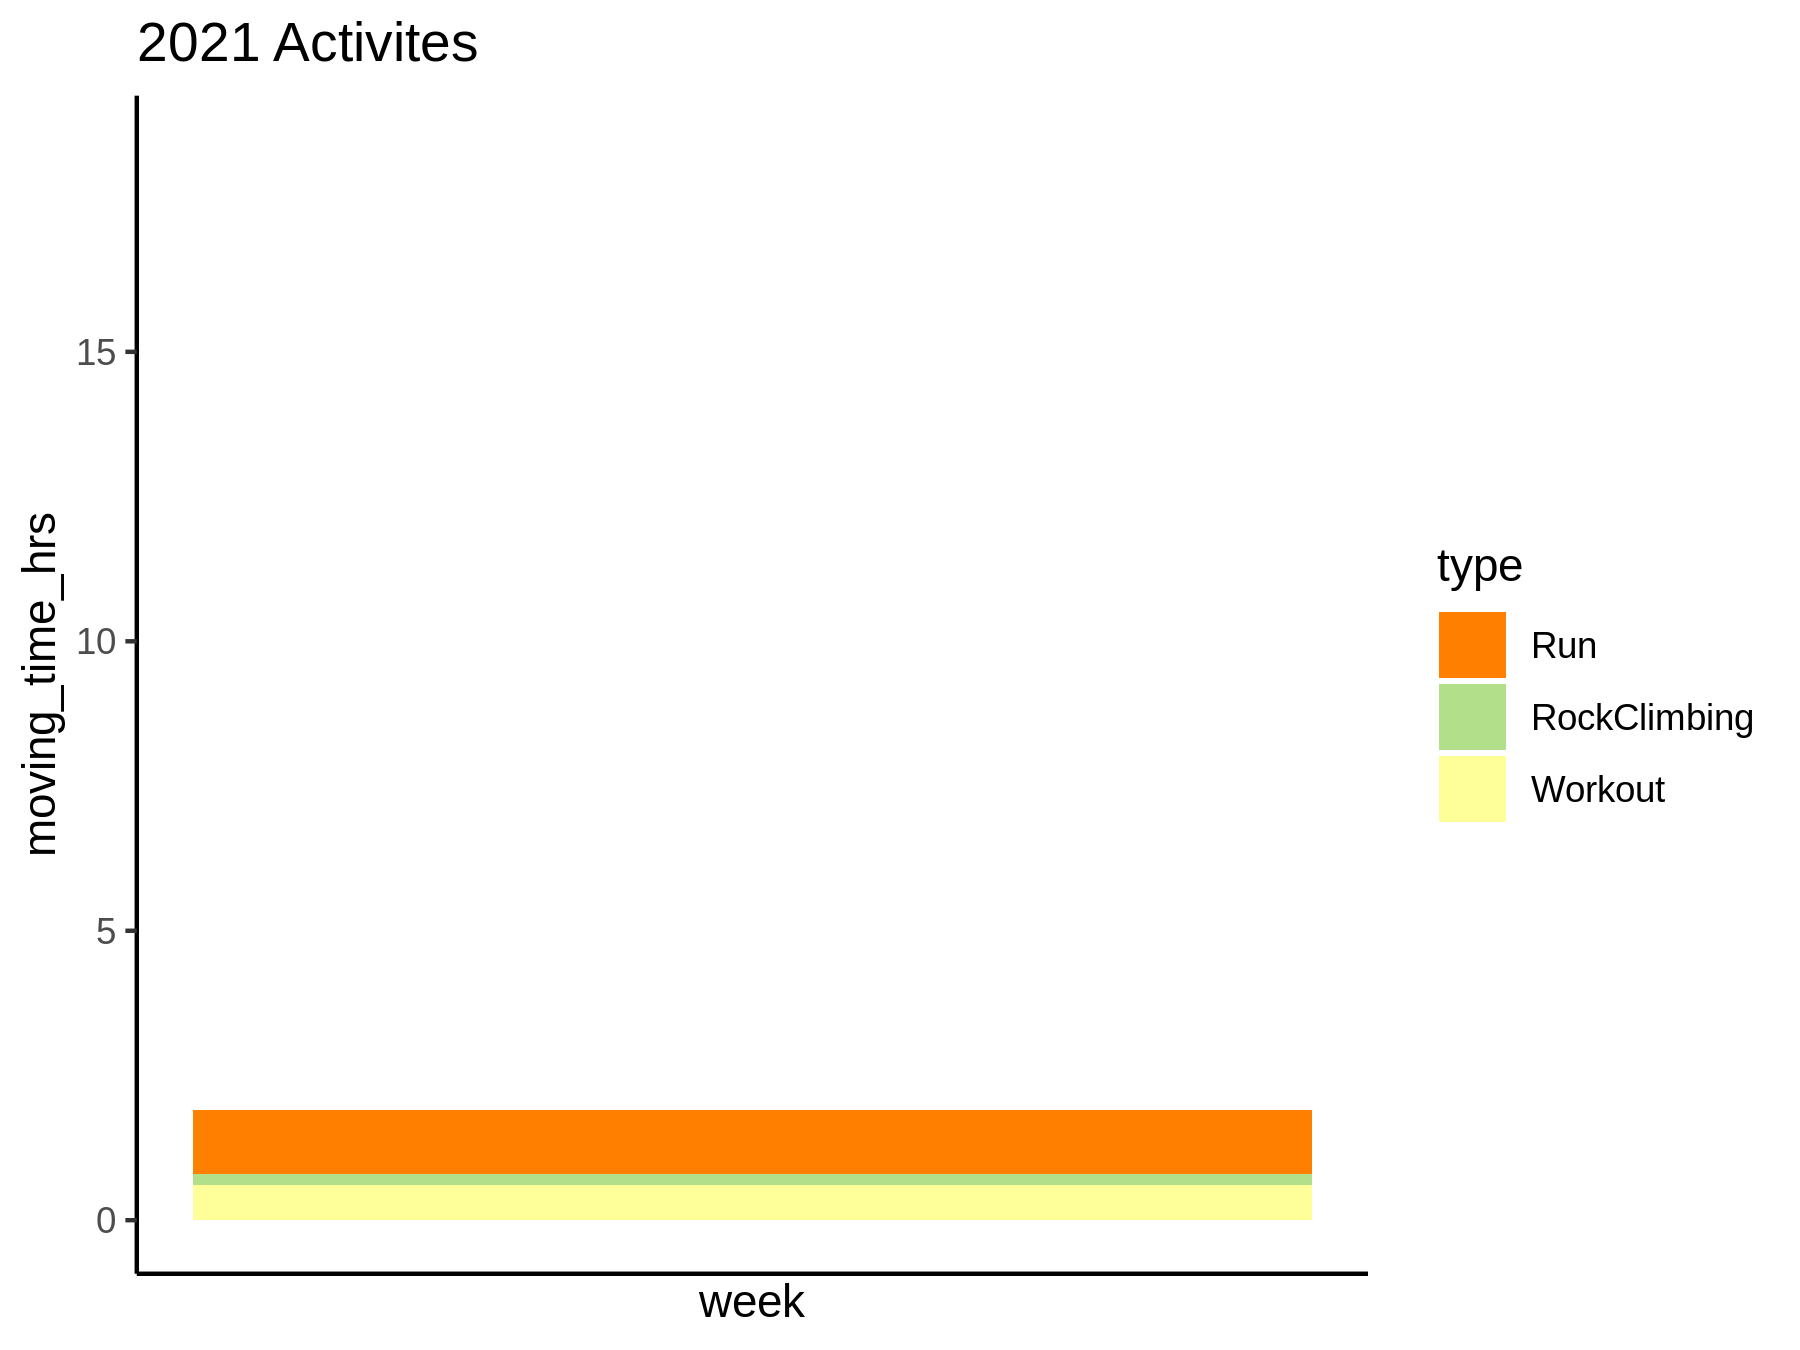 2021 Activites
moving_time_hrs
15
10
5
0
week
type
Run
RockClimbing
Workout